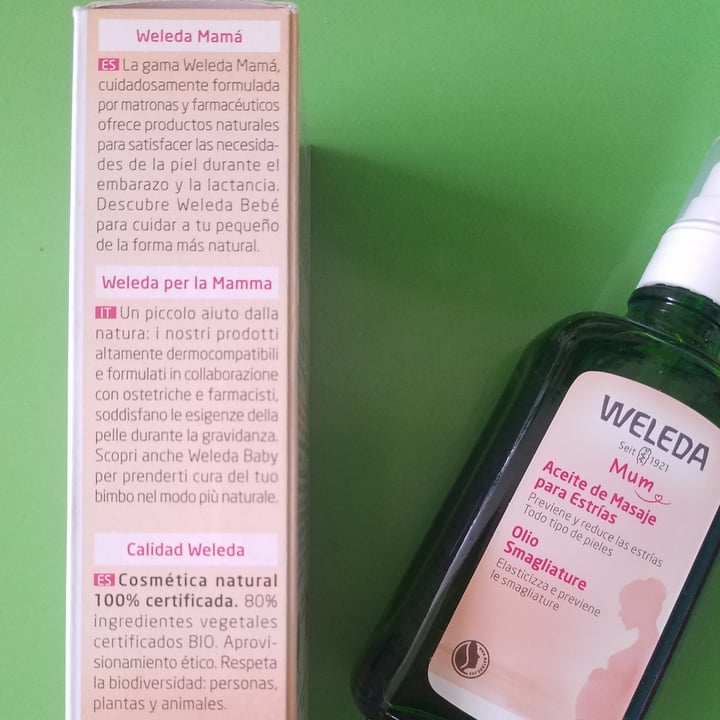 Weleda Mamá
ES La gama Weleda Mamá,
cuidadosamente formulada
por matronas y farmacéuticos
ofrece productos naturales
para satisfacer las necesida-
des de la piel durante el
embarazo y la lactancia.
Descubre Weleda Bebé
para cuidar a tu pequeño
de la forma más natural.
Weleda per la Mamma
IT Un piccolo aiuto dalla
natura: i nostri prodotti
altamente dermocompatibili
e formulati in collaborazione
con ostetriche e farmacisti,
soddisfano le esigenze della
pelle durante la gravidanza.
Scopri anche Weleda Baby
per prenderti cura del tuo
bimbo nel modo più naturale.
Calidad Weleda
ES Cosmética natural
100% certificada. 80%
ingredientes vegetales
certificados BIO. Aprovi-
sionamiento ético. Respeta
la biodiversidad: personas,
plantas y animales.
WELEDA
Seit 1921
Mum
Aceite de Masaje
para Estrías
Previene y reduce las estrías
Todo tipo de pieles
Olio
Smagliature
Elasticizza e previene
le smagliature